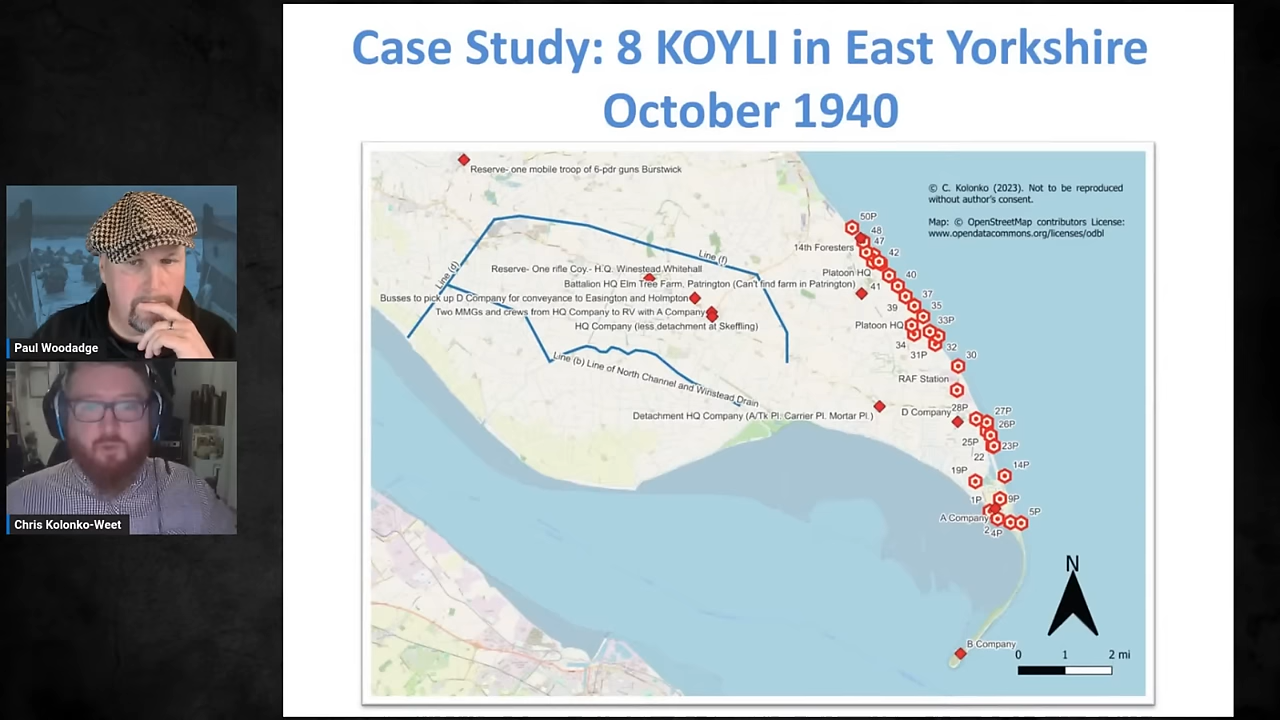 Case Study: 8 KOYLI in East Yorkshire
October 1940
Reserve- one mobile troop of 6-pdr guns Burstwick
© C. Kolonko (2023). Not to be reproduced
without author's consent.
Map: © OpenStreetMap contributors License:
www.opendatacommons.org/licenses/odbl
50P
48
14th Foresters
47
42
Line (f)
Line (d)
Reserve- One rifle Coy.- H.Q. Winestead Whitehall
Platoon HQ
40
Battalion HQ Elm Tree Farm, Patrington (Can't find farm in Patrington)
41
Busses to pick up D Company for conveyance to Easington and Holmpton
37
39
35
Two MMGs and crews from HQ Company to RV with A Company
33P
HQ Company (less detachment at Skeffling)
Platoon HQ
34
32
31P
30
Line (b) Line of North Channel and Winstead Drain
RAF Station
28P
Detachment HQ Company (A/Tk Pl. Carrier Pl. Mortar Pl.)
D Company
27P
26P
25P
23P
22
14P
19P
1P
9P
A Company
5P
2
4P
N
B Company
0 1 2 mi
Paul Woodadge
Chris Kolonko-Weet